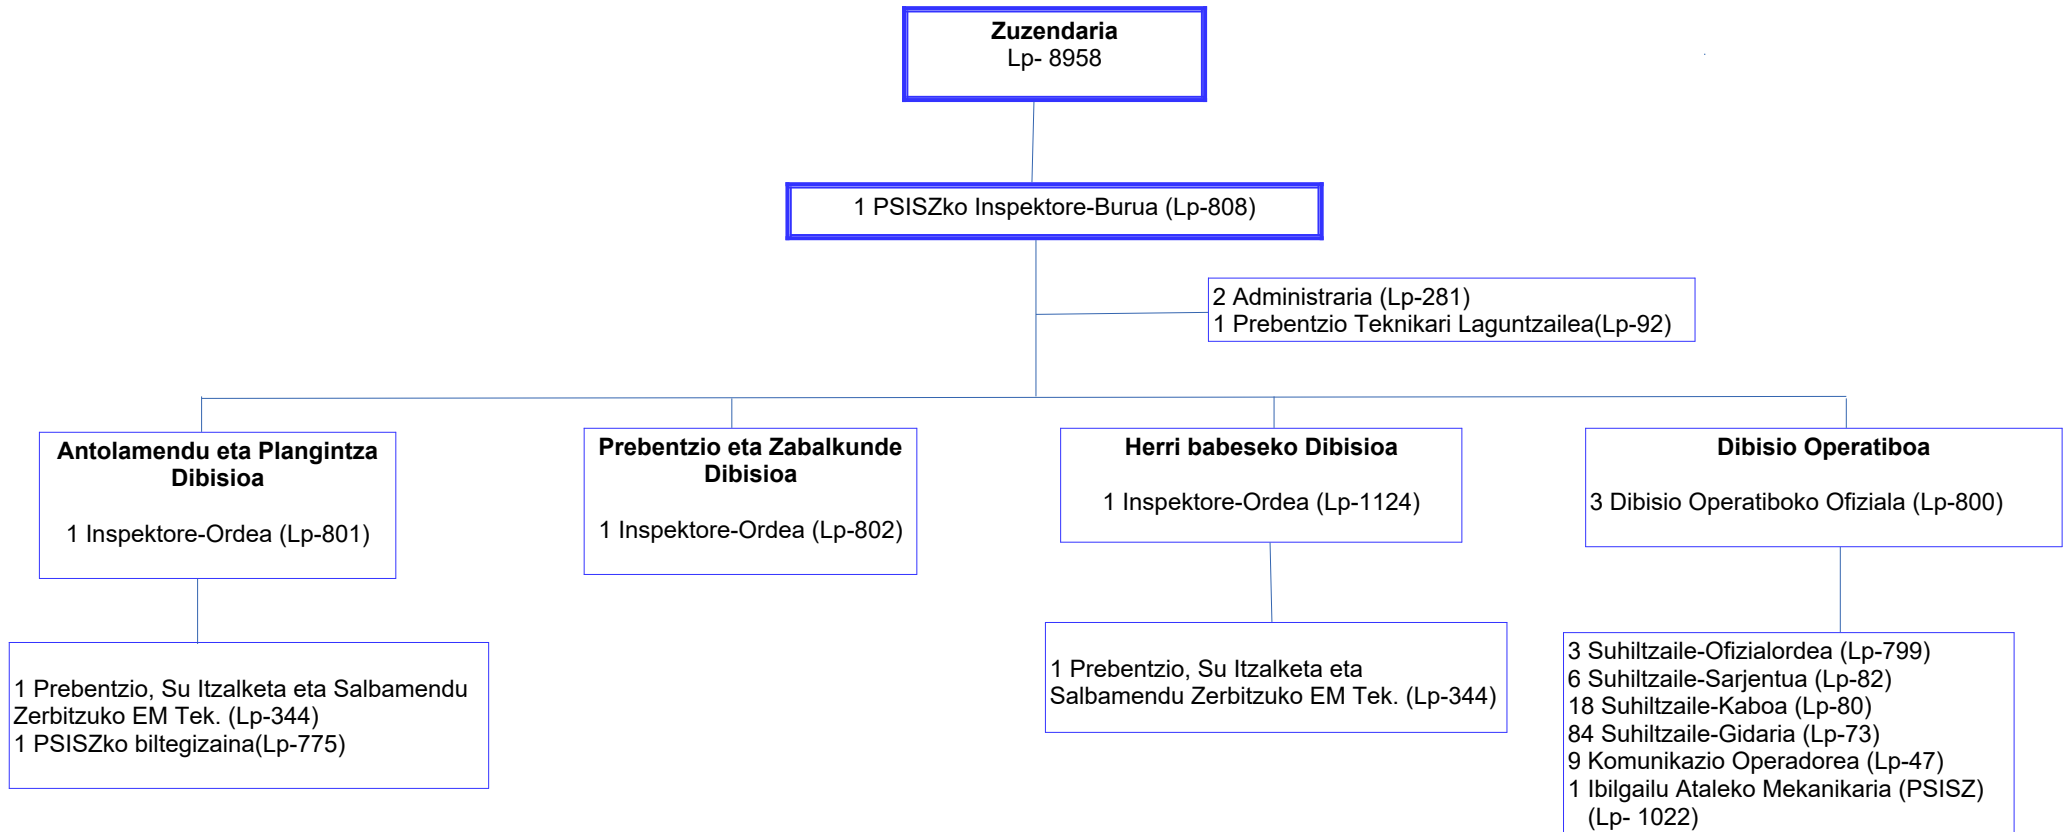 Zuzendaria
Lp- 8958
1 PSISZko Inspektore-Burua (Lp-808)
2 Administraria (Lp-281)
1 Prebentzio Teknikari Laguntzailea(Lp-92)
Antolamendu eta Plangintza
Dibisioa
1 Inspektore-Ordea (Lp-801)
Prebentzio eta Zabalkunde
Dibisioa
1 Inspektore-Ordea (Lp-802)
Herri babeseko Dibisioa
1 Inspektore-Ordea (Lp-1124)
Dibisio Operatiboa
3 Dibisio Operatiboko Ofiziala (Lp-800)
1 Prebentzio, Su Itzalketa eta Salbamendu
Zerbitzuko EM Tek. (Lp-344)
1 PSISZko biltegizaina(Lp-775)
1 Prebentzio, Su Itzalketa eta
Salbamendu Zerbitzuko EM Tek. (Lp-344)
3 Suhiltzaile-Ofizialordea (Lp-799)
6 Suhiltzaile-Sarjentua (Lp-82)
18 Suhiltzaile-Kaboa (Lp-80)
84 Suhiltzaile-Gidaria (Lp-73)
9 Komunikazio Operadorea (Lp-47)
1 Ibilgailu Ataleko Mekanikaria (PSISZ)
(Lp- 1022)